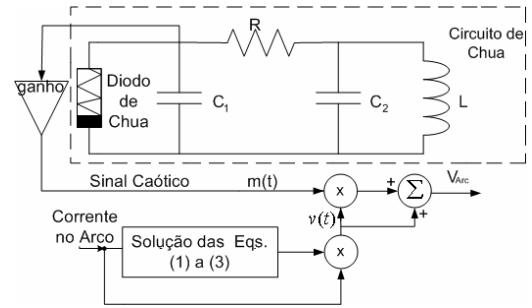 R
Circuito de
Chua
ganho
Diodo
de
Chua
C1
C2
L
Sinal Caótico m(t)
x
+
Σ
VArc
+
Corrente
no Arco
v(t)
Solução das Eqs.
(1) a (3)
x